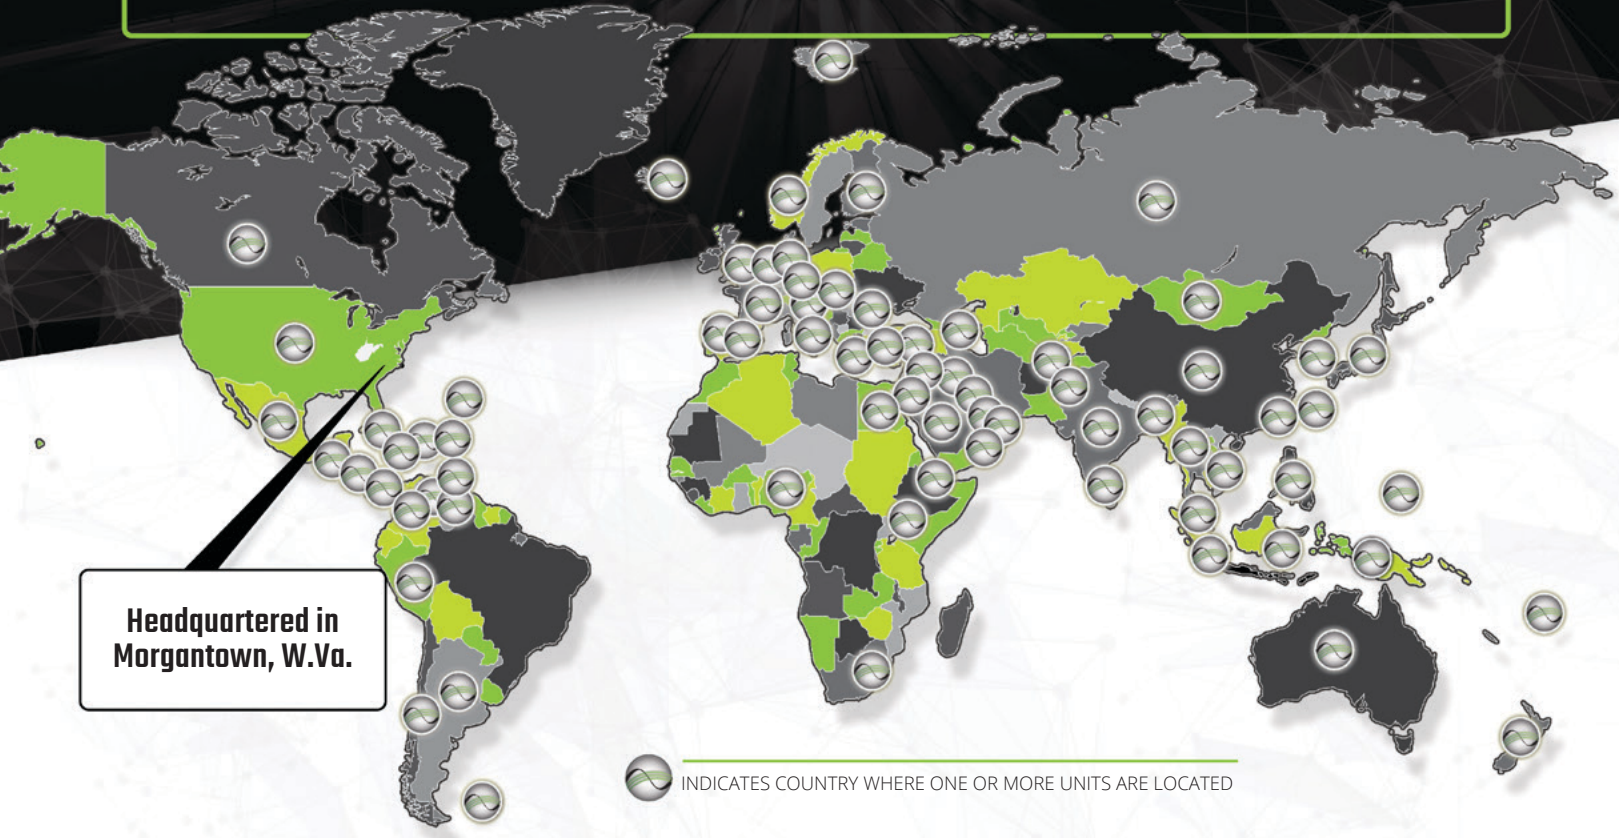 Headquartered in
Morgantown, W.Va.
INDICATES COUNTRY WHERE ONE OR MORE UNITS ARE LOCATED